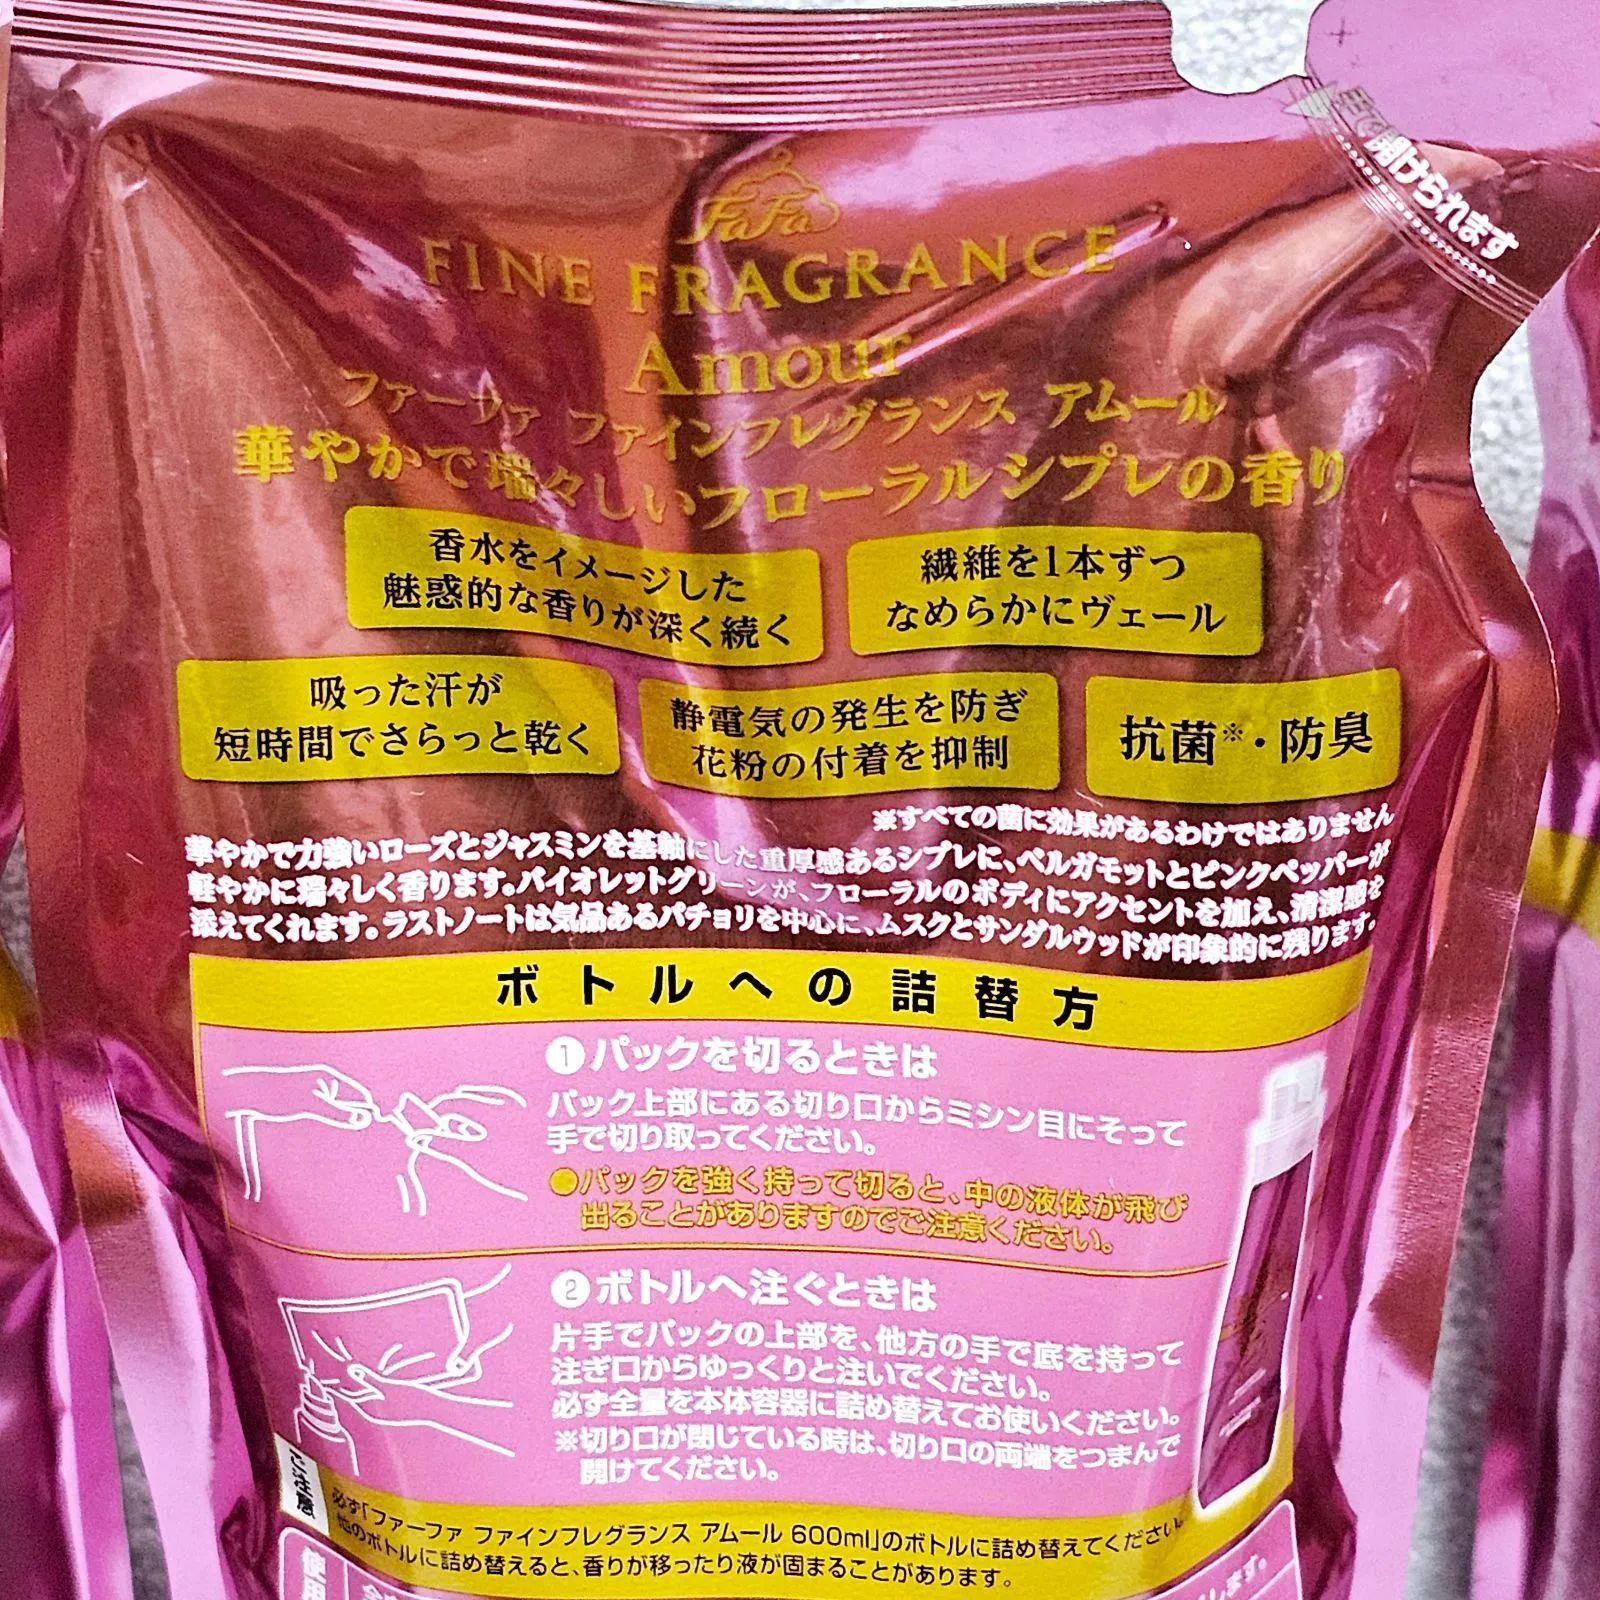 で開けられます
FaFa
FINE FRAGRANCE
Amour
ファーファ ファインフレグランス アムール
華やかで瑞々しいフローラルシプレの香り
香水をイメージした
魅惑的な香りが深く続く
繊維を1本ずつ
なめらかにヴェール
吸った汗が
短時間でさらっと乾く
静電気の発生を防ぎ
花粉の付着を抑制
抗菌※・防臭
※すべての菌に効果があるわけではありません
華やかで力強いローズとジャスミンを基軸にした重厚感あるシプレに、ベルガモットとピンクペッパーが
軽やかに瑞々しく香ります。バイオレットグリーンが、フローラルのボディにアクセントを加え、清潔感を
添えてくれます。ラストノートは気品あるパチョリを中心に、ムスクとサンダルウッドが印象的に残ります。
ボトルへの詰替方
❶パックを切るときは
パック上部にある切り口からミシン目にそって
手で切り取ってください。
●パックを強く持って切ると、中の液体が飛び
出ることがありますのでご注意ください。
❷ボトルへ注ぐときは
片手でパックの上部を、他方の手で底を持って
注ぎ口からゆっくりと注いでください。
必ず全量を本体容器に詰め替えてお使いください。
※切り口が閉じている時は、切り口の両端をつまんで
開けてください。
ご注意
必ず「ファーファ ファインフレグランス アムール 600ml」のボトルに詰め替えてください。
他のボトルに詰め替えると、香りが移ったり液が固まることがあります。
使用
します。